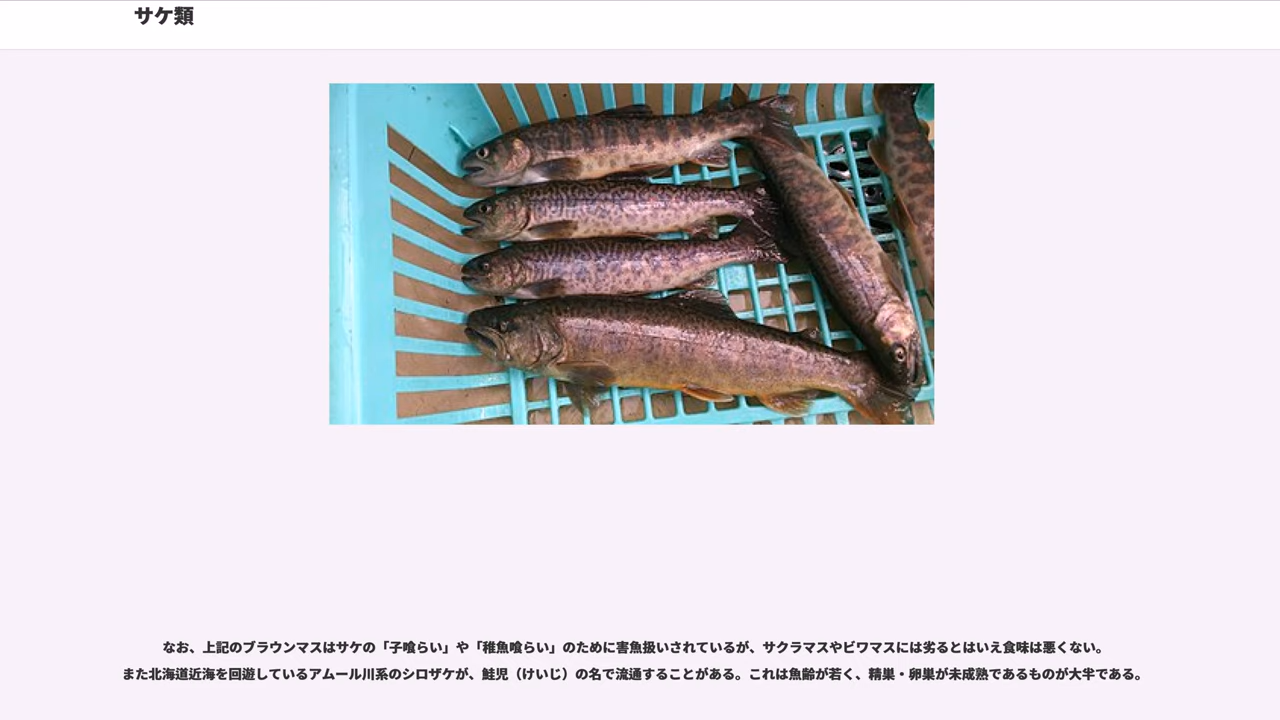 サケ類
なお、上記のブラウンマスはサケの「子喰らい」や「稚魚喰らい」のために害魚扱いされているが、サクラマスやビワマスには劣るとはいえ食味は悪くない。
また北海道近海を回遊しているアムール川系のシロザケが、鮭児（けいじ）の名で流通することがある。これは魚齢が若く、精巣・卵巣が未成熟であるものが大半である。